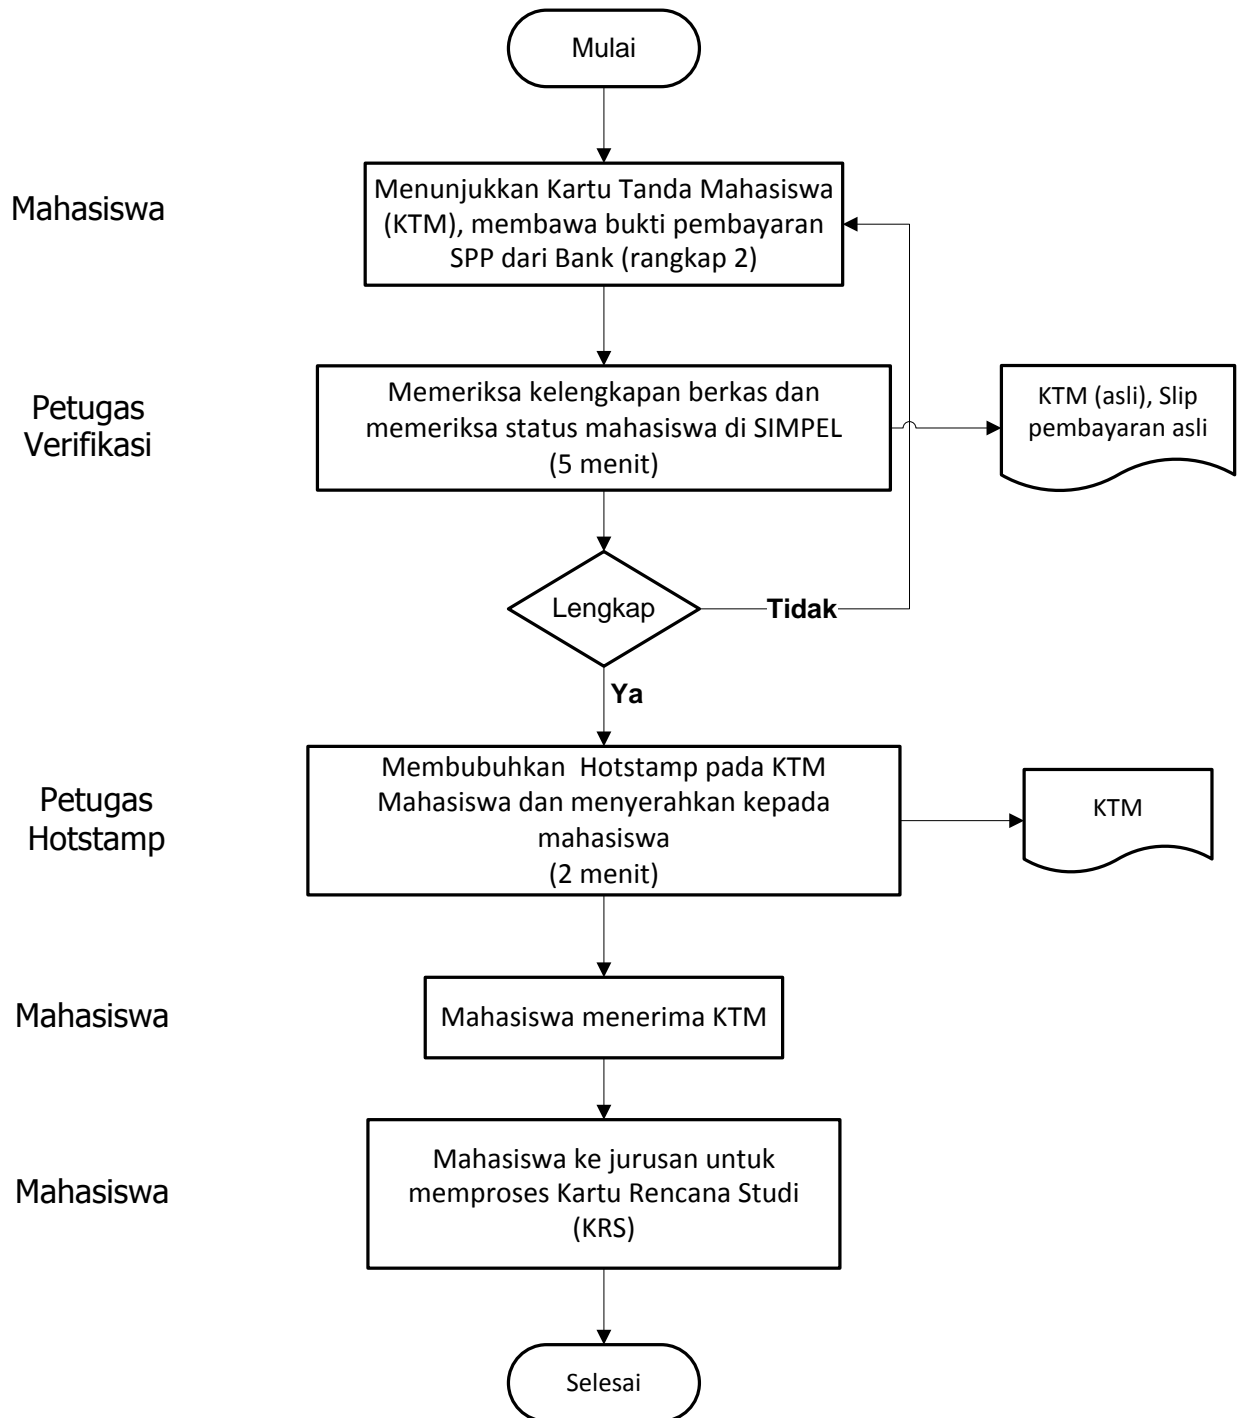 Mulai
Mahasiswa
Menunjukkan Kartu Tanda Mahasiswa
(KTM), membawa bukti pembayaran
SPP dari Bank (rangkap 2)
Petugas
Verifikasi
Memeriksa kelengkapan berkas dan
memeriksa status mahasiswa di SIMPEL
(5 menit)
KTM (asli), Slip
pembayaran asli
Lengkap
Tidak
Ya
Petugas
Hotstamp
Membubuhkan  Hotstamp pada KTM
Mahasiswa dan menyerahkan kepada
mahasiswa
(2 menit)
KTM
Mahasiswa
Mahasiswa menerima KTM
Mahasiswa
Mahasiswa ke jurusan untuk
memproses Kartu Rencana Studi
(KRS)
Selesai